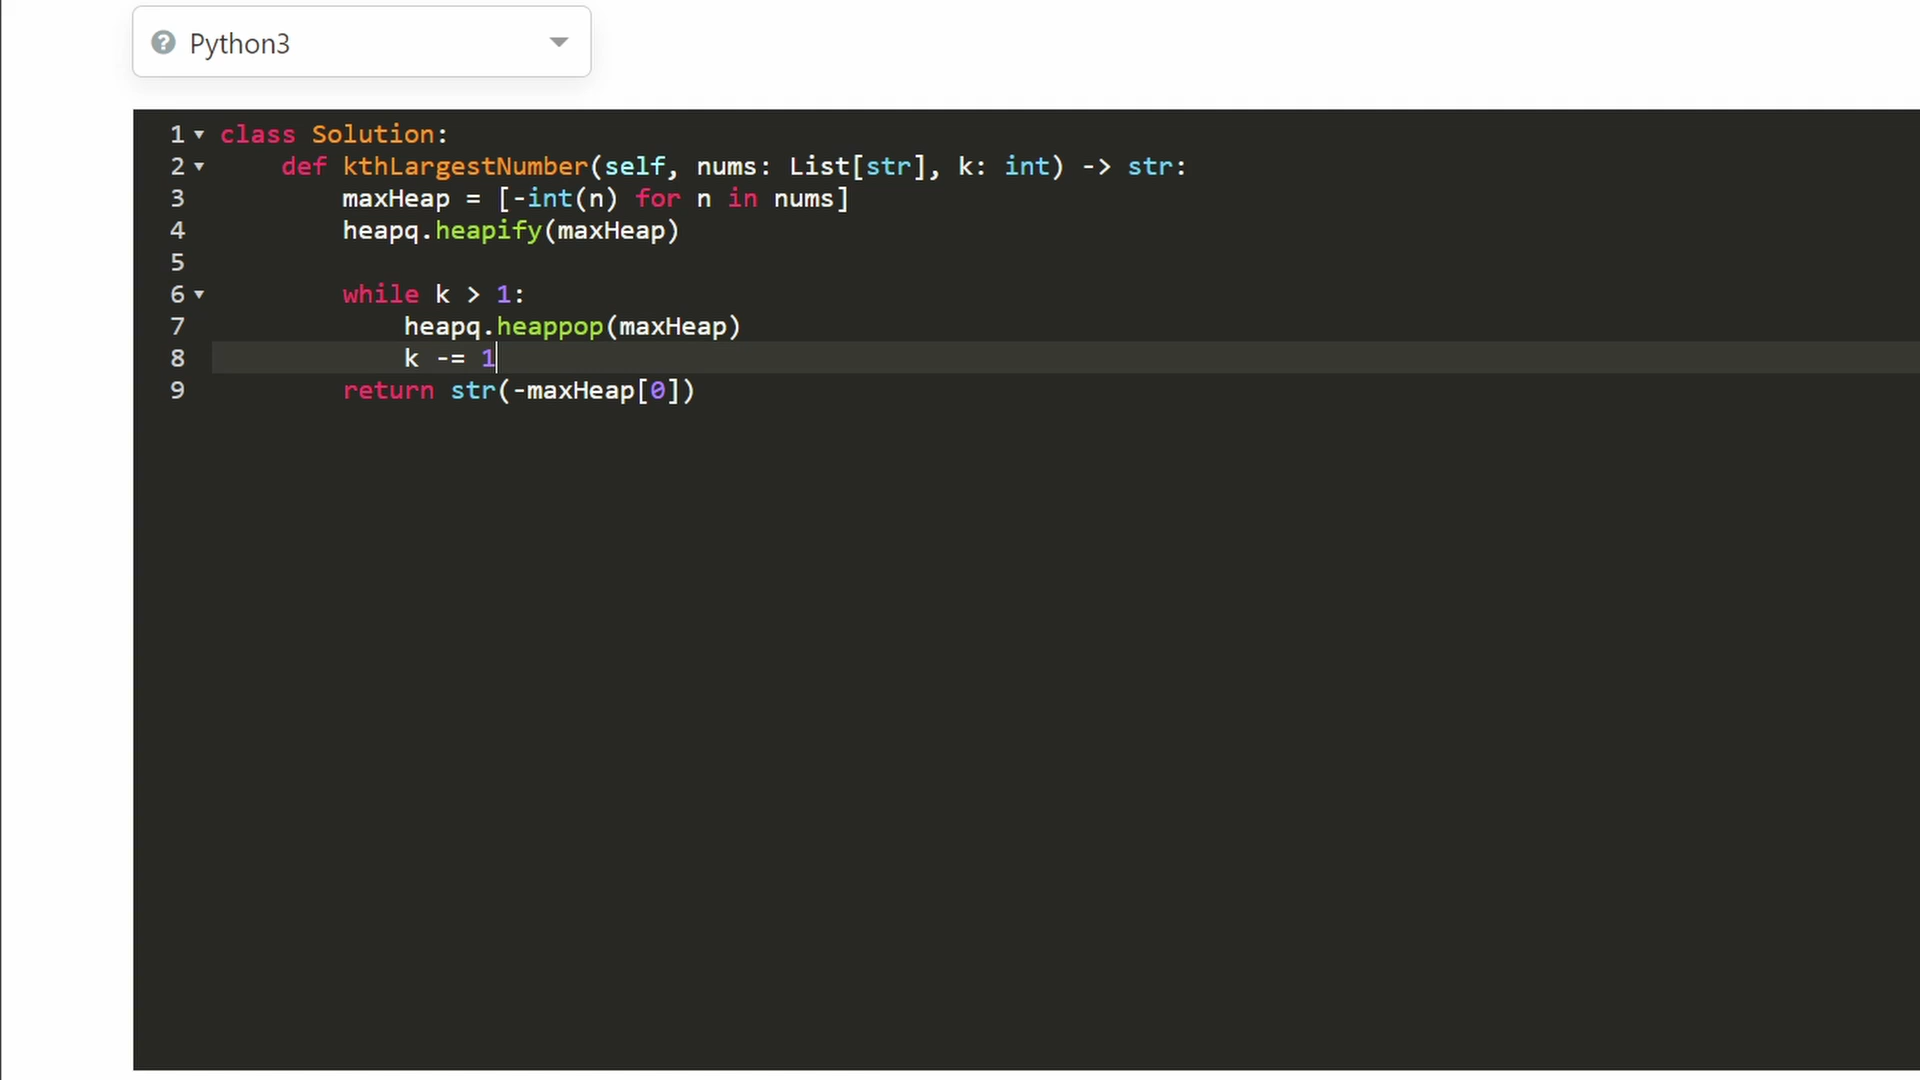 Python3
1 class Solution:
2     def kthLargestNumber(self, nums: List[str], k: int) -> str:
3         maxHeap = [-int(n) for n in nums]
4         heapq.heapify(maxHeap)
5
6         while k > 1:
7             heapq.heappop(maxHeap)
8             k -= 1
9         return str(-maxHeap[0])